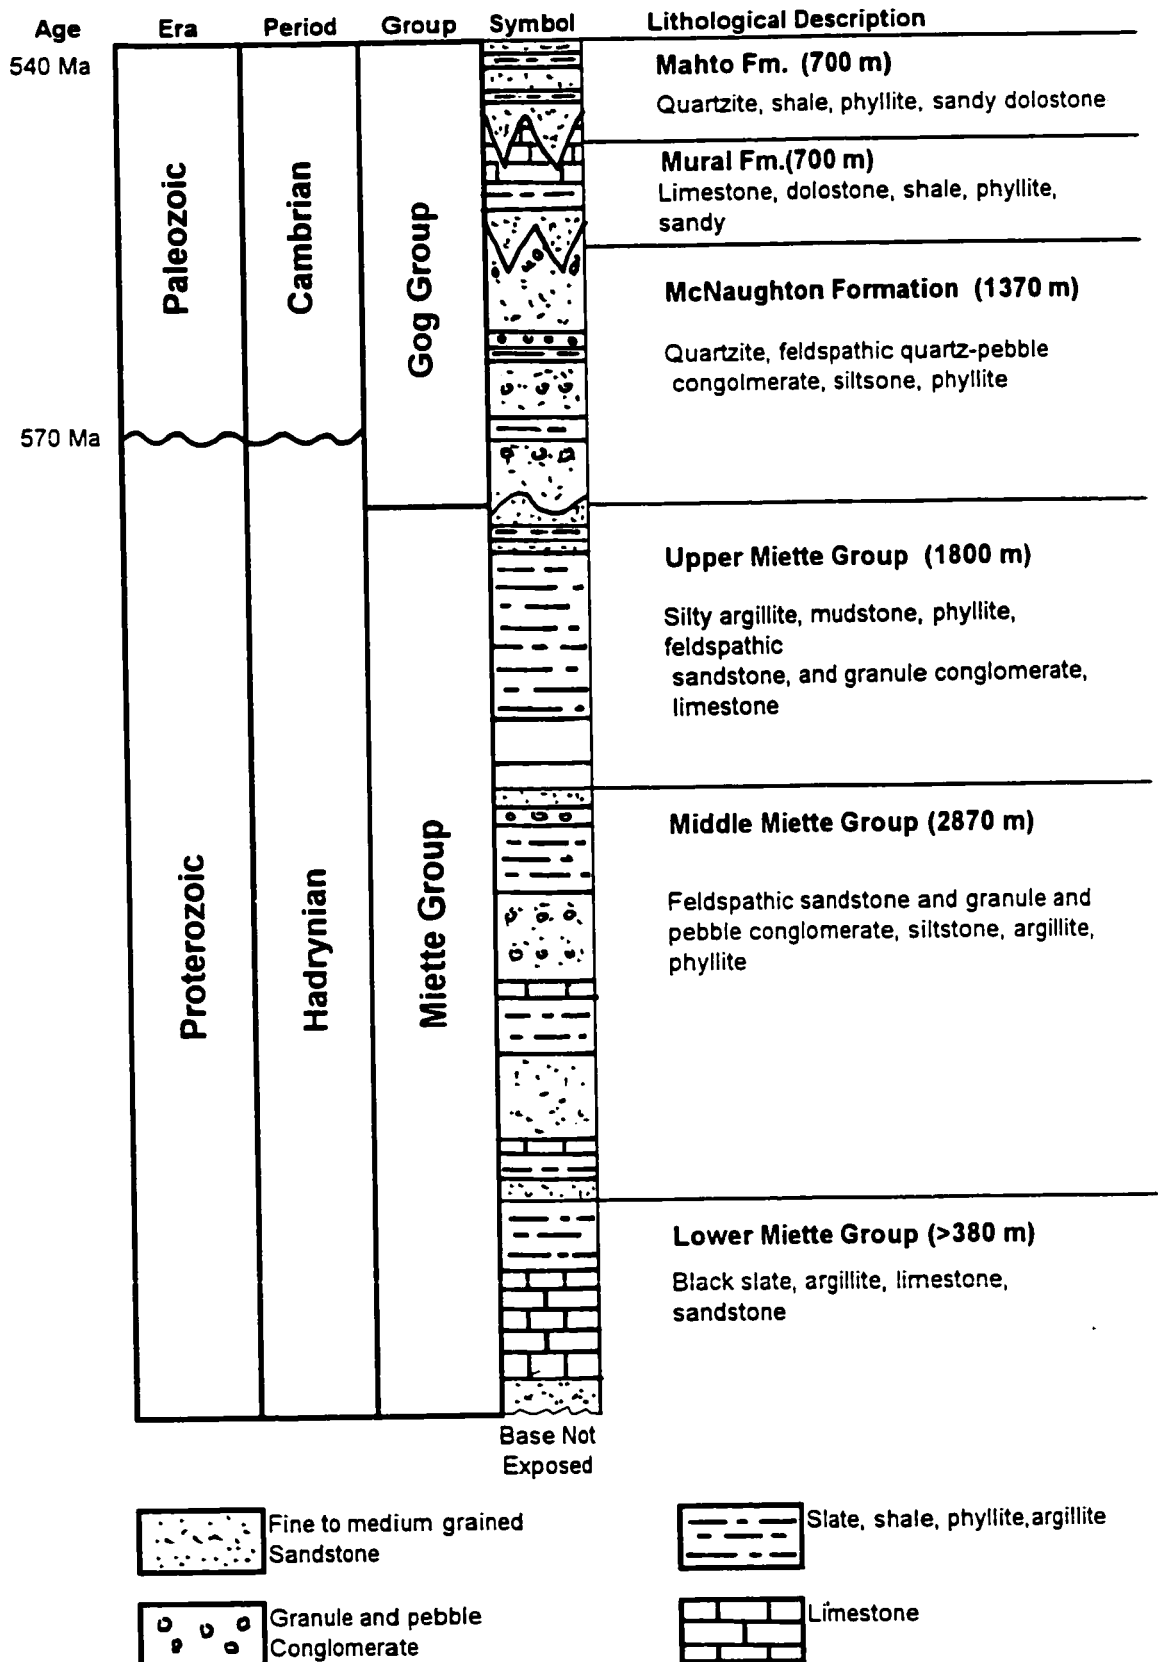 Age Era Period Group Symbol Lithological Description
540 Ma
Mahto Fm. (700 m)
Quartzite, shale, phyllite, sandy dolostone
Mural Fm.(700 m)
Limestone, dolostone, shale, phyllite,
sandy
McNaughton Formation (1370 m)
Quartzite, feldspathic quartz-pebble
congolmerate, siltsone, phyllite
Paleozoic
Cambrian
Gog Group
570 Ma
Upper Miette Group (1800 m)
Silty argillite, mudstone, phyllite,
feldspathic
sandstone, and granule conglomerate,
limestone
Middle Miette Group (2870 m)
Feldspathic sandstone and granule and
pebble conglomerate, siltstone, argillite,
phyllite
Proterozoic
Hadrynian
Miette Group
Lower Miette Group (>380 m)
Black slate, argillite, limestone,
sandstone
Base Not
Exposed
Fine to medium grained
Sandstone
Slate, shale, phyllite,argillite
Granule and pebble
Conglomerate
Limestone